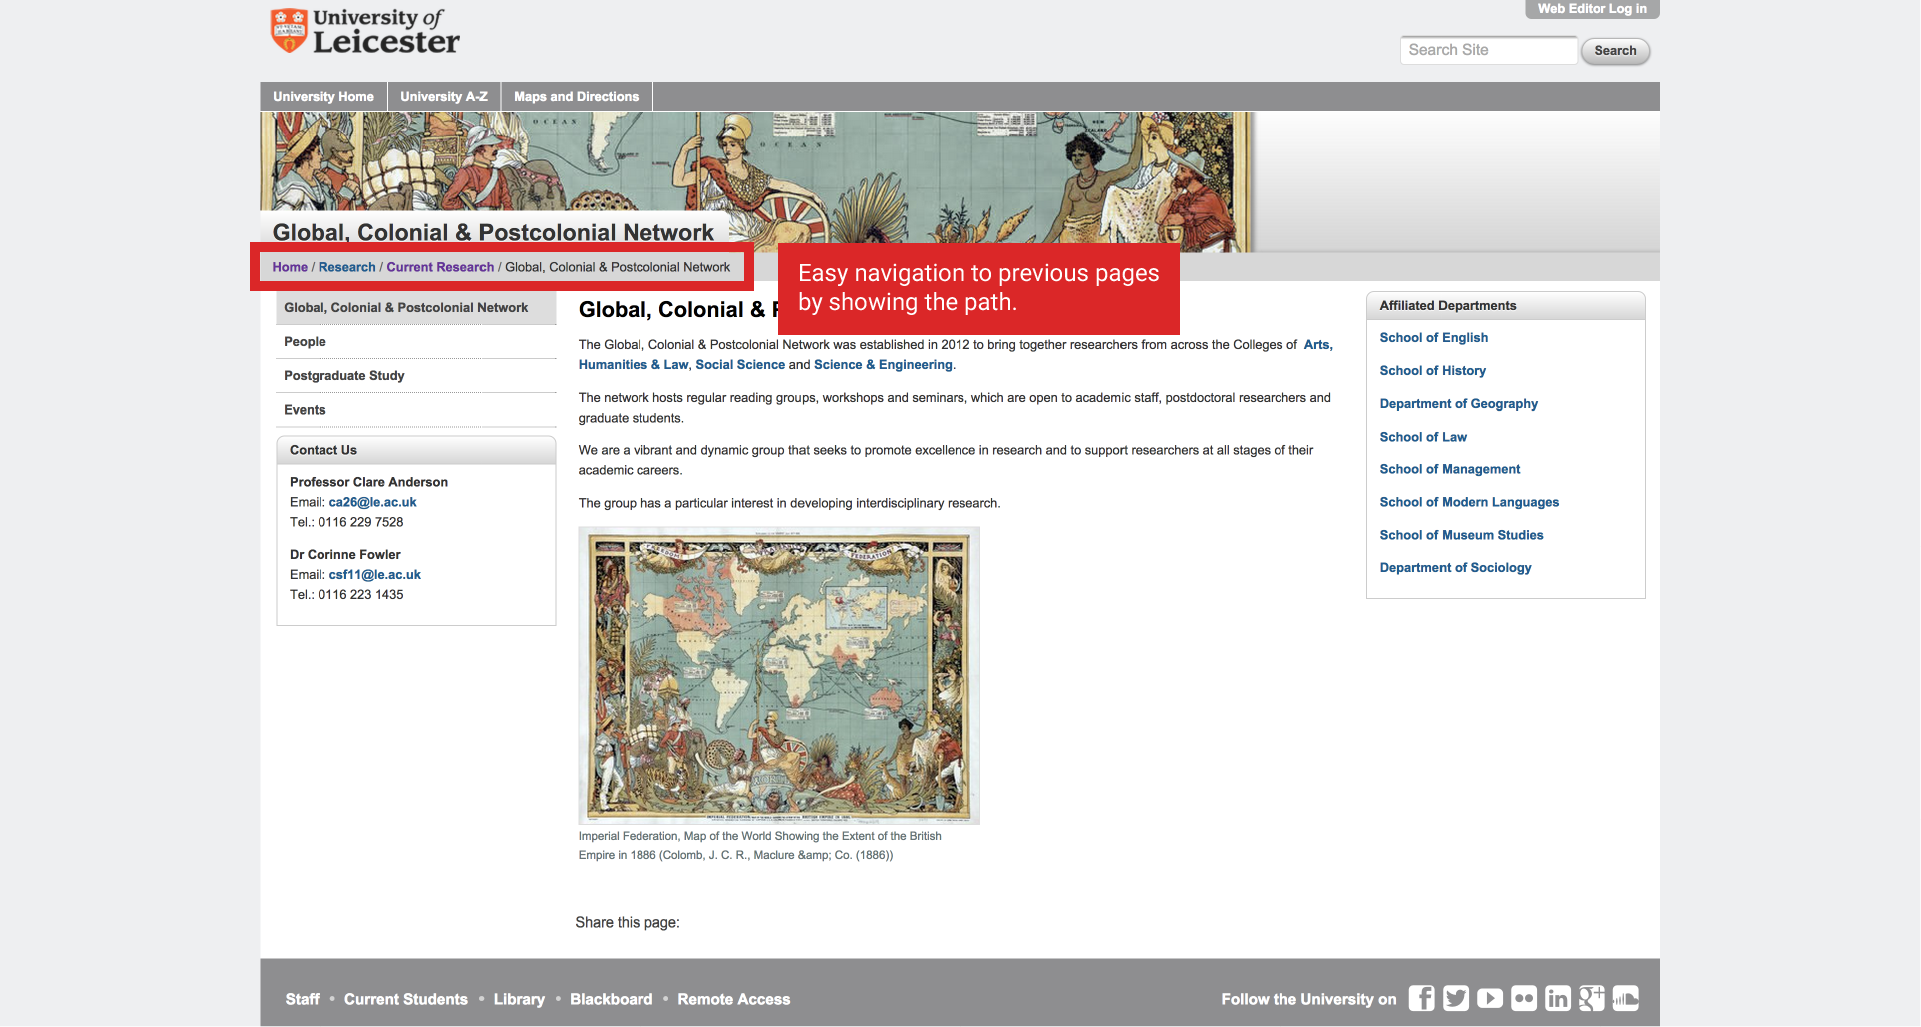 University of
Leicester
Web Editor Log in
Search Site
Search
University Home
University A-Z
Maps and Directions
OCEAN
OCEAN
NEW
ZEALAND
Global, Colonial & Postcolonial Network
Home / Research / Current Research / Global, Colonial & Postcolonial Network
Easy navigation to previous pages
by showing the path.
Global, Colonial & Postcolonial Network
People
Postgraduate Study
Events
Contact Us
Professor Clare Anderson
Email: ca26@le.ac.uk
Tel.: 0116 229 7528
Dr Corinne Fowler
Email: csf11@le.ac.uk
Tel.: 0116 223 1435
Global, Colonial &
The Global, Colonial & Postcolonial Network was established in 2012 to bring together researchers from across the Colleges of Arts,
Humanities & Law, Social Science and Science & Engineering.
The network hosts regular reading groups, workshops and seminars, which are open to academic staff, postdoctoral researchers and
graduate students.
We are a vibrant and dynamic group that seeks to promote excellence in research and to support researchers at all stages of their
academic careers.
The group has a particular interest in developing interdisciplinary research.
FREEDOM
FEDERATION
Imperial Federation, Map of the World Showing the Extent of the British
Empire in 1886 (Colomb, J. C. R., Maclure &amp; Co. (1886))
Share this page:
Affiliated Departments
School of English
School of History
Department of Geography
School of Law
School of Management
School of Modern Languages
School of Museum Studies
Department of Sociology
Staff • Current Students • Library • Blackboard • Remote Access
Follow the University on